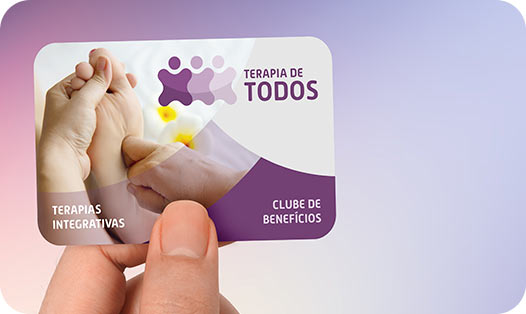 TERAPIA DE
TODOS
TERAPIAS
INTEGRATIVAS
CLUBE DE
BENEFÍCIOS